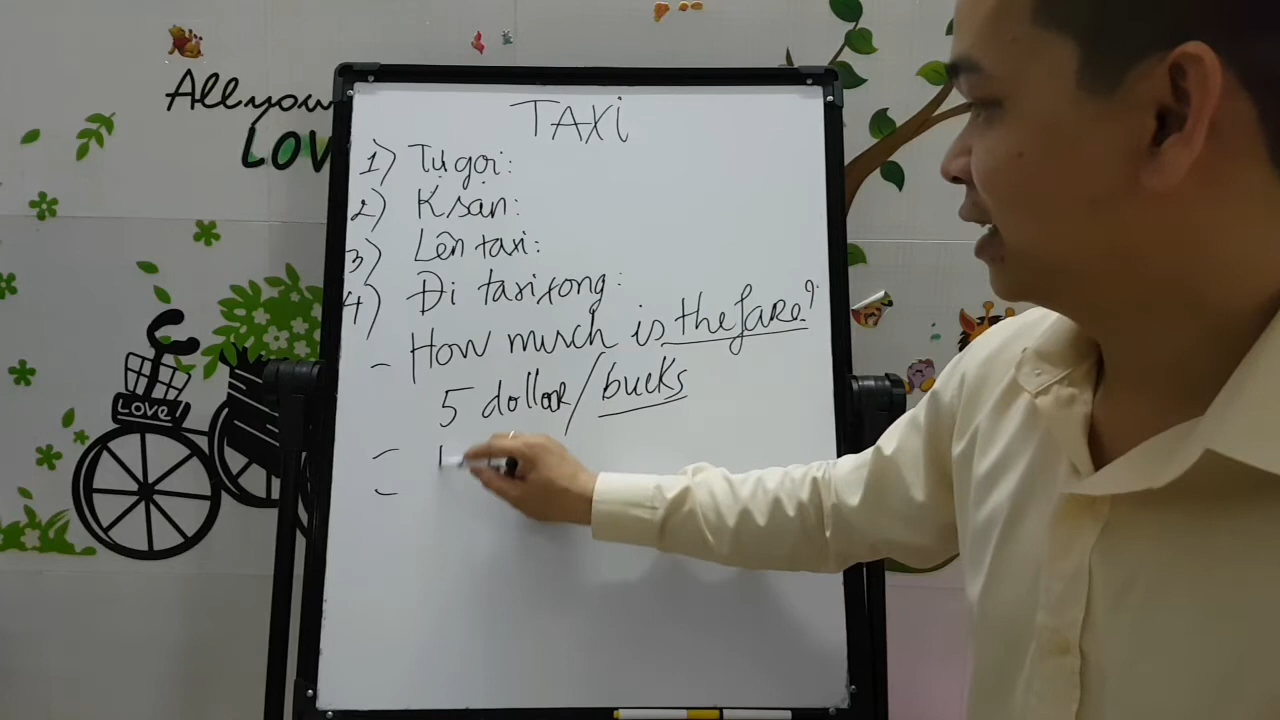 All you
LOV
Love!
TAXi
1) Tự gọi:
2) K.sạn:
3) Lên taxi:
4) Đi taxi xong:
- How much is the fare?
5 dollar / bucks